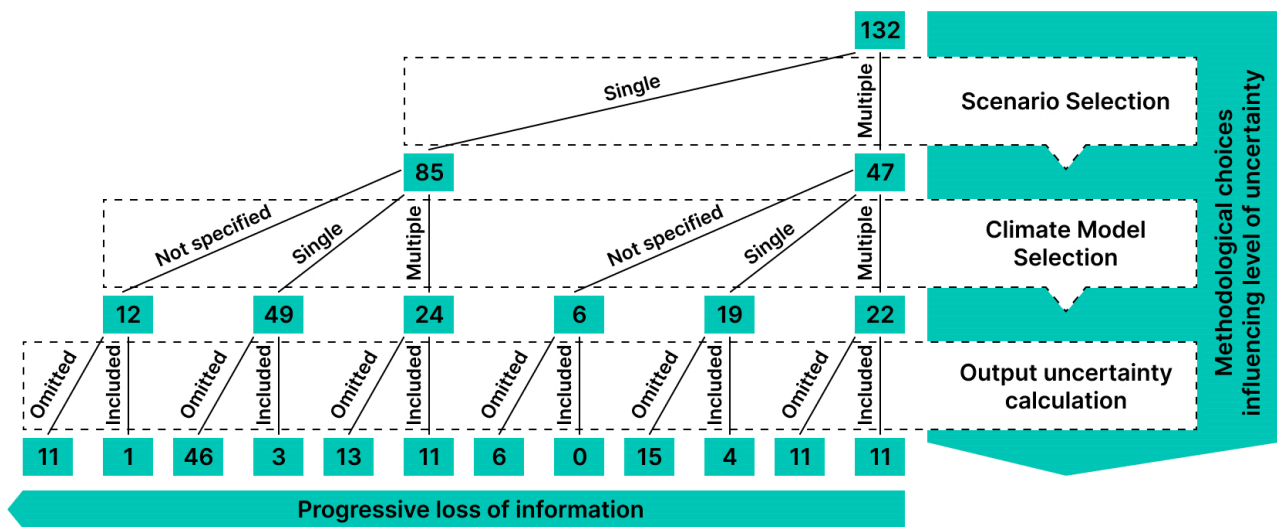 132
Single
Multiple
Scenario Selection
85
47
Not specified
Single
Multiple
Not specified
Single
Multiple
Climate Model
Selection
12
49
24
6
19
22
Omitted
Included
Omitted
Included
Omitted
Included
Omitted
Included
Omitted
Included
Omitted
Included
Output uncertainty
calculation
11
1
46
3
13
11
6
0
15
4
11
11
Methodological choices
influencing level of uncertainty
Progressive loss of information